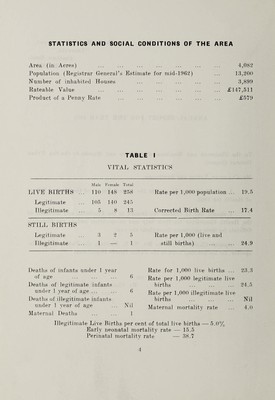 STATISTICS AND SOCIAL CONDITIONS OF THE AREA
Area (in Acres) ... ... ... ... ... ... 4,082
Population (Registrar General's Estimate for mid-1962) ... 13,200
Number of inhabited Houses ... ... ... ... 3,899
Rateable Value ... ... ... ... ... ... £147,511
Product of a Penny Rate ... ... ... ... ... £579
TABLE I
VITAL STATISTICS
Male Female Total
LIVE BIRTHS ... 110 148 258 Rate per 1,000 population ... 19.5
Legitimate 105 140 245
Illegitimate 5 8 13 Corrected Birth Rate ... 17.4
STILL BIRTHS
Legitimate 3 2 5 Rate per 1,000 (live and
Illegitimate 1 — 1 still births) ... 24.9
Deaths of infants under 1 year of age ... ... 6
Deaths of legitimate infants under 1 year of age ... ... 6
Deaths of illegitimate infants under 1 year of age ... Nil
Maternal Deaths ... ... 1
Rate for 1,000 live births ... 23.3
Rate per 1,000 legitimate live births ... ... ... 24.5
Rate per 1,000 illegitimate live births ... ... ... Nil
Maternal mortality rate ... 4.0
Illegitimate Live Births per cent of total live births — 5.0%
Early neonatal mortality rate — 15.5
Perinatal mortality rate — 38.7
4